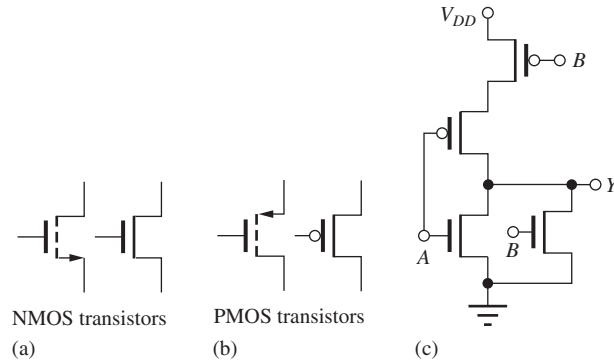 V_DD
B
Y
A
B
NMOS transistors
PMOS transistors
(a)
(b)
(c)